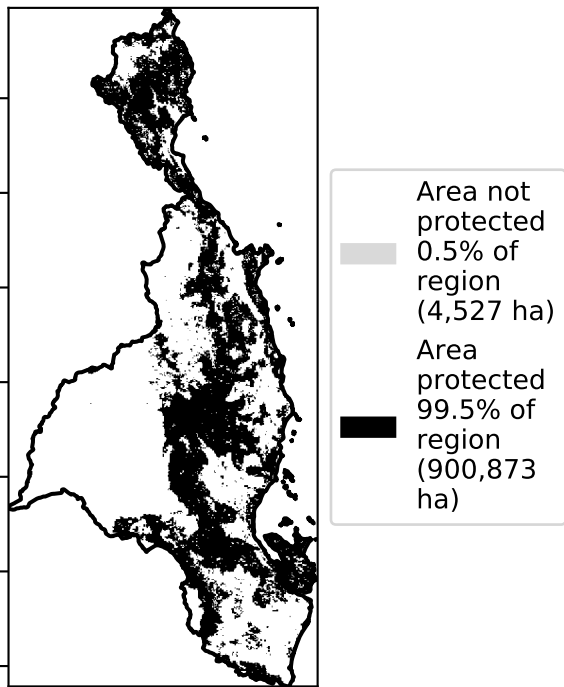 Area not
protected
0.5% of
region
(4,527 ha)
Area
protected
99.5% of
region
(900,873
ha)